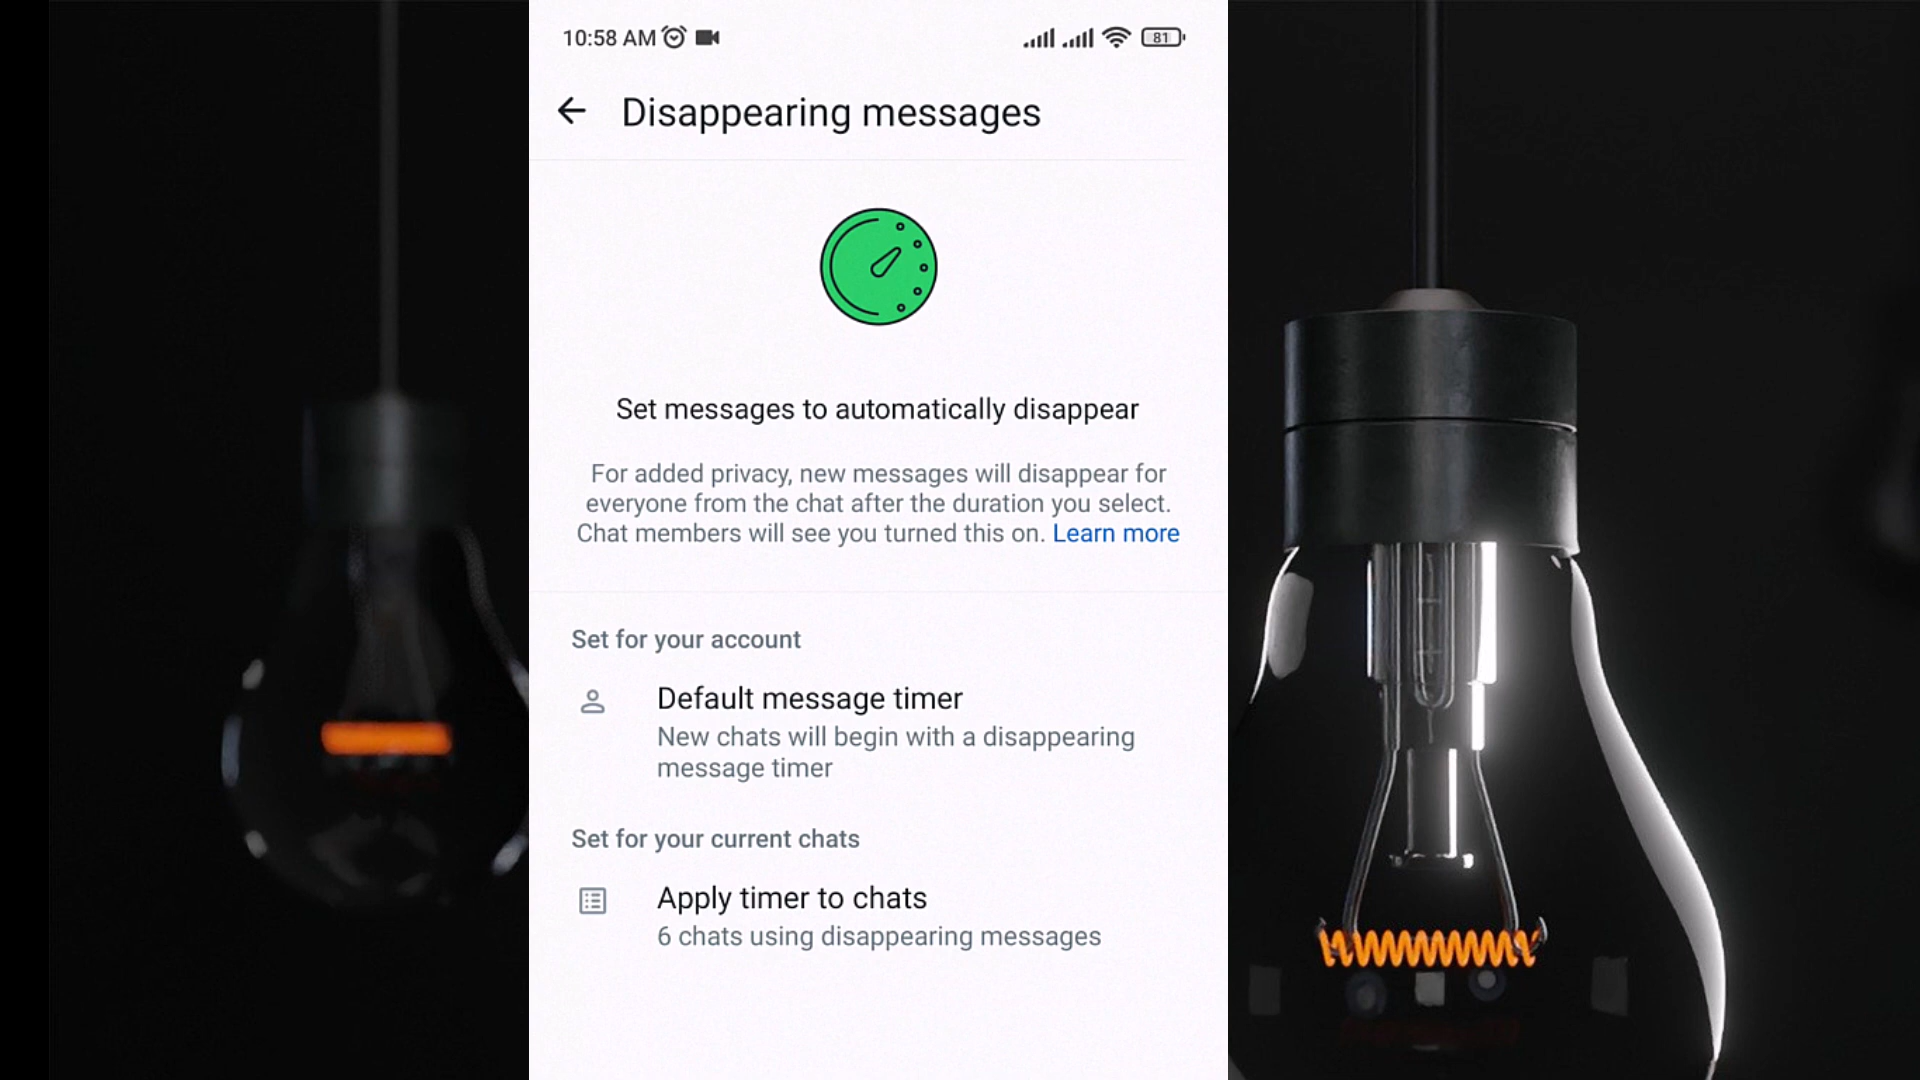 10:58 AM
81
Disappearing messages
Set messages to automatically disappear
For added privacy, new messages will disappear for
everyone from the chat after the duration you select.
Chat members will see you turned this on. Learn more
Set for your account
Default message timer
New chats will begin with a disappearing
message timer
Set for your current chats
Apply timer to chats
6 chats using disappearing messages